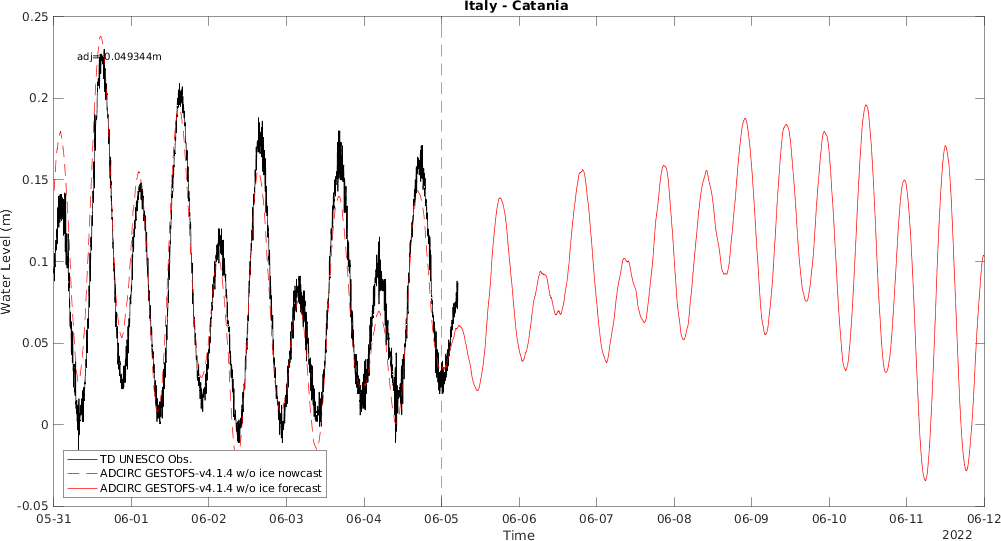 Italy - Catania
0.25
0.2
0.15
0.1
0.05
0
-0.05
Water Level (m)
adj=-0.049344m
TD UNESCO Obs.
ADCIRC GESTOFS-v4.1.4 w/o ice nowcast
ADCIRC GESTOFS-v4.1.4 w/o ice forecast
05-31 06-01 06-02 06-03 06-04 06-05 06-06 06-07 06-08 06-09 06-10 06-11 06-12
Time
2022